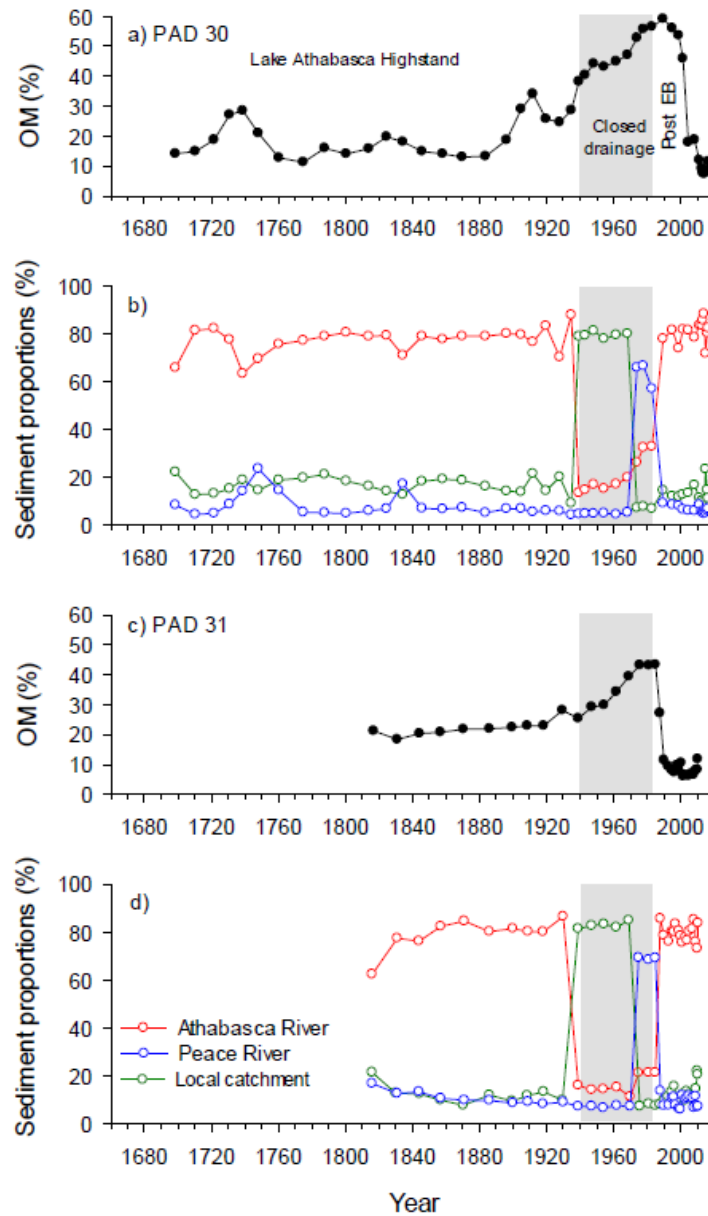 a) PAD 30
Lake Athabasca Highstand
Closed
drainage
Post EB
OM (%)
60
50
40
30
20
10
0
1680 1720 1760 1800 1840 1880 1920 1960 2000
b)
Sediment proportions (%)
100
80
60
40
20
0
1680 1720 1760 1800 1840 1880 1920 1960 2000
c) PAD 31
OM (%)
60
50
40
30
20
10
0
1680 1720 1760 1800 1840 1880 1920 1960 2000
d)
Sediment proportions (%)
100
80
60
40
20
0
Athabasca River
Peace River
Local catchment
1680 1720 1760 1800 1840 1880 1920 1960 2000
Year